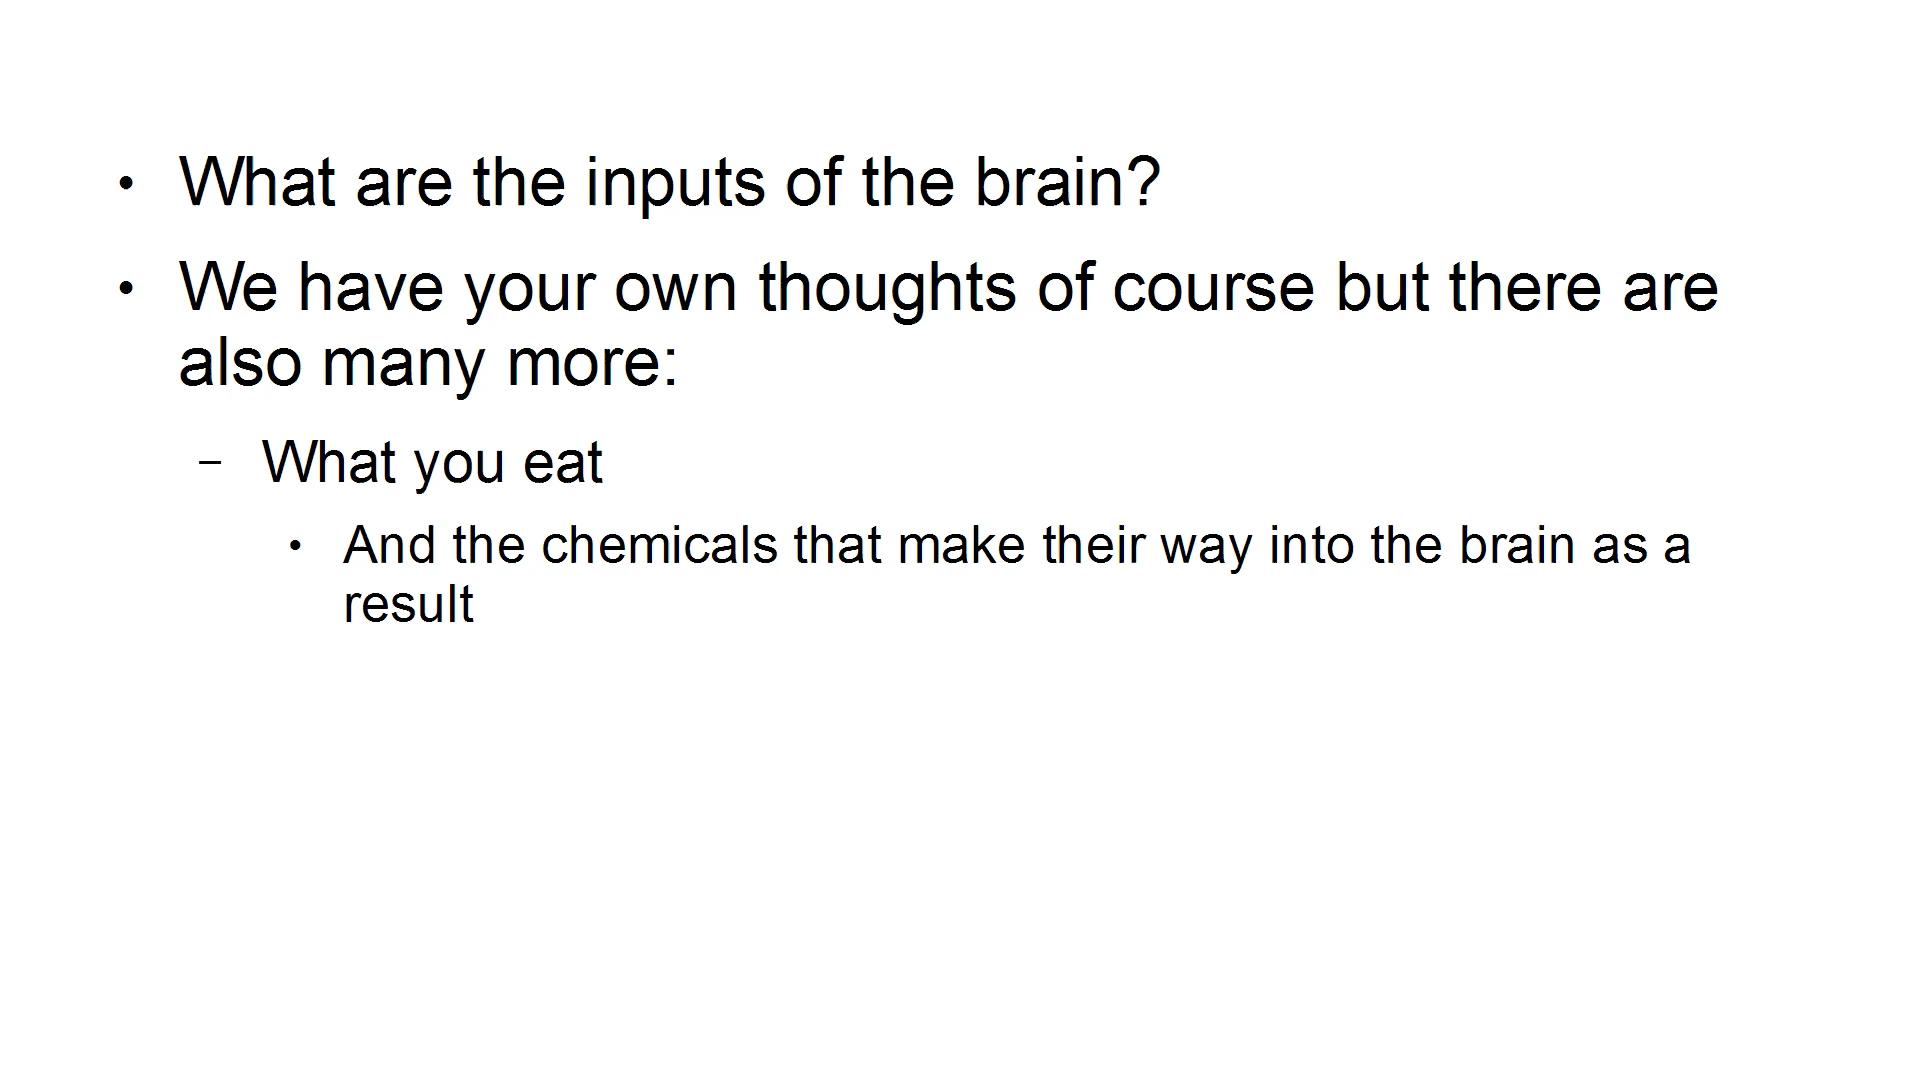 • What are the inputs of the brain?
• We have your own thoughts of course but there are
also many more:
– What you eat
• And the chemicals that make their way into the brain as a
result